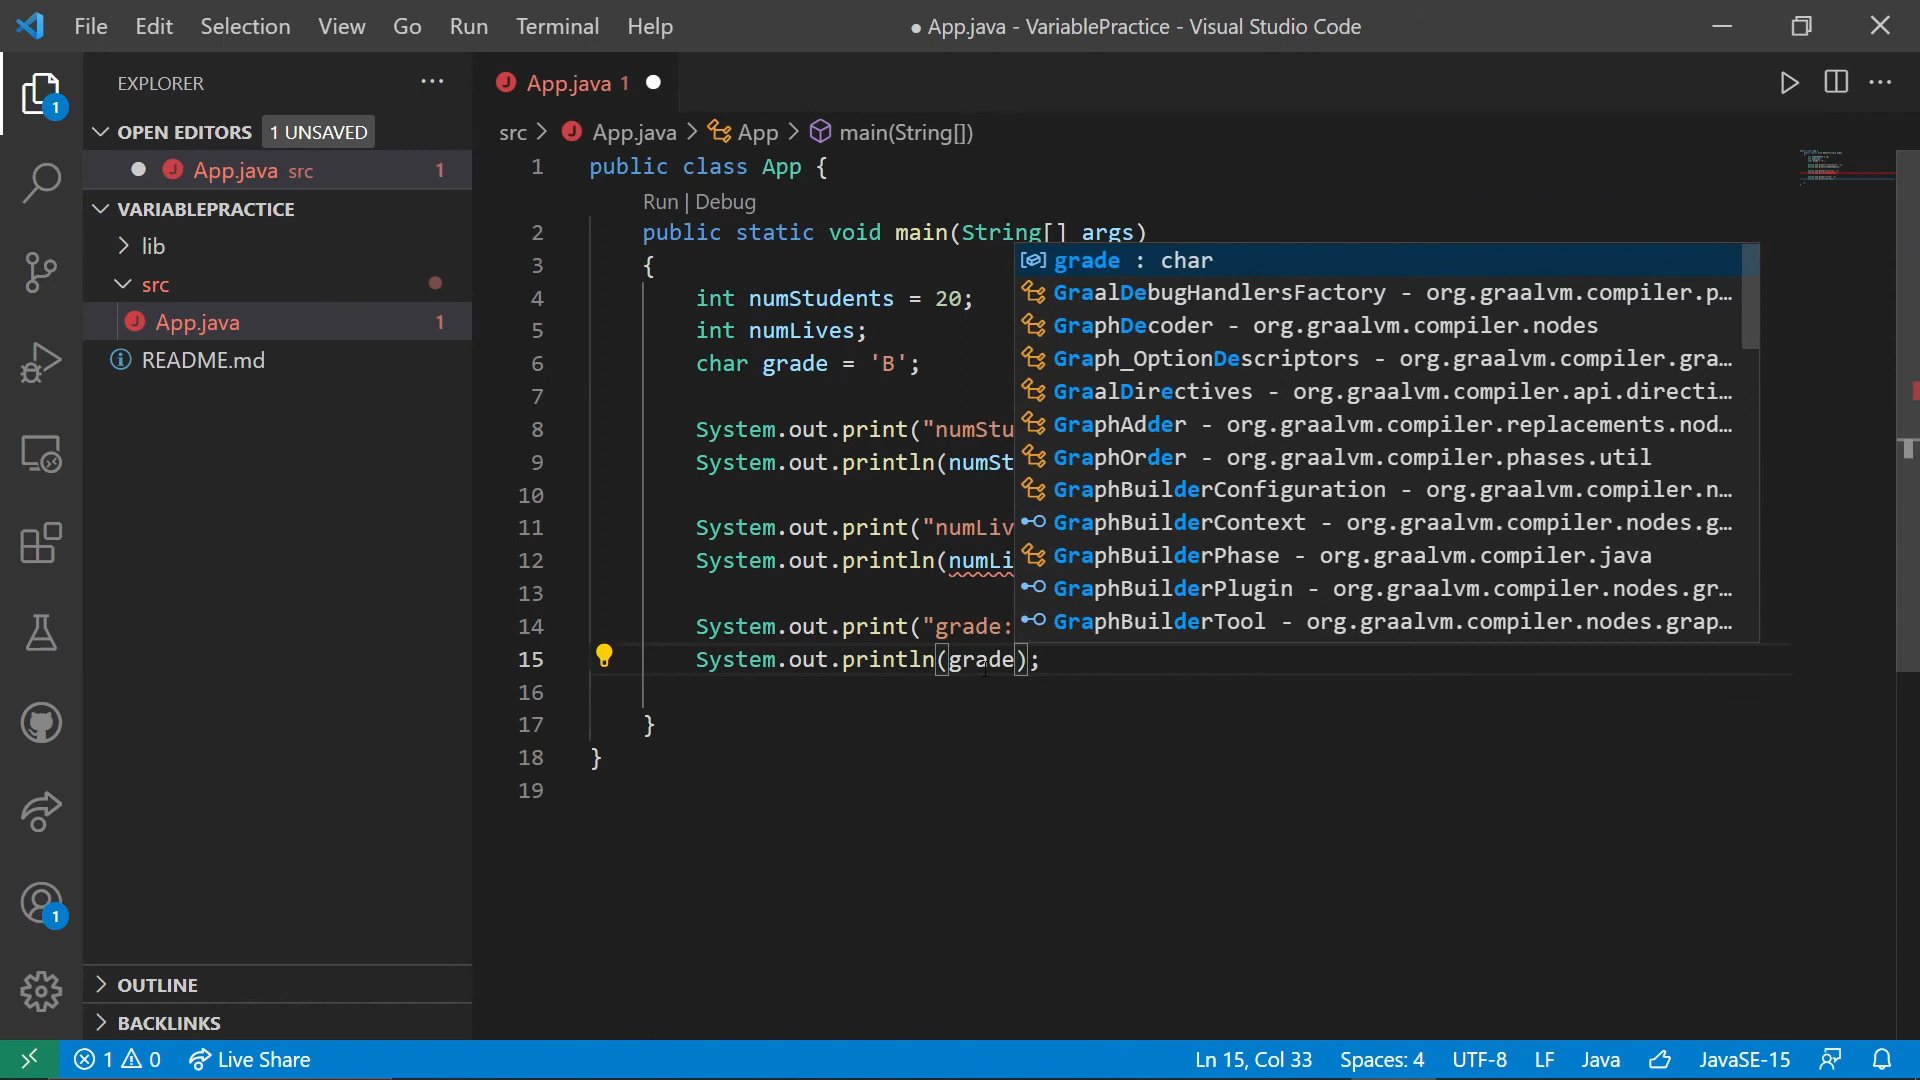 File Edit Selection View Go Run Terminal Help
● App.java - VariablePractice - Visual Studio Code
EXPLORER
OPEN EDITORS 1 UNSAVED
App.java src 1
VARIABLEPRACTICE
lib
src
App.java 1
README.md
OUTLINE
BACKLINKS
1
1
App.java 1
src > App.java > App > main(String[])
1 public class App {
Run | Debug
2 public static void main(String[] args)
3 {
4 int numStudents = 20;
5 int numLives;
6 char grade = 'B';
7
8 System.out.print("numStu
9 System.out.println(numSt
10
11 System.out.print("numLiv
12 System.out.println(numLi
13
14 System.out.print("grade:
15 System.out.println(grade);
16
17 }
18 }
19
grade : char
GraalDebugHandlersFactory - org.graalvm.compiler.p...
GraphDecoder - org.graalvm.compiler.nodes
Graph_OptionDescriptors - org.graalvm.compiler.gra...
GraalDirectives - org.graalvm.compiler.api.directi...
GraphAdder - org.graalvm.compiler.replacements.nod...
GraphOrder - org.graalvm.compiler.phases.util
GraphBuilderConfiguration - org.graalvm.compiler.n...
GraphBuilderContext - org.graalvm.compiler.nodes.g...
GraphBuilderPhase - org.graalvm.compiler.java
GraphBuilderPlugin - org.graalvm.compiler.nodes.gr...
GraphBuilderTool - org.graalvm.compiler.nodes.grap...
1 0 Live Share
Ln 15, Col 33 Spaces: 4 UTF-8 LF Java JavaSE-15